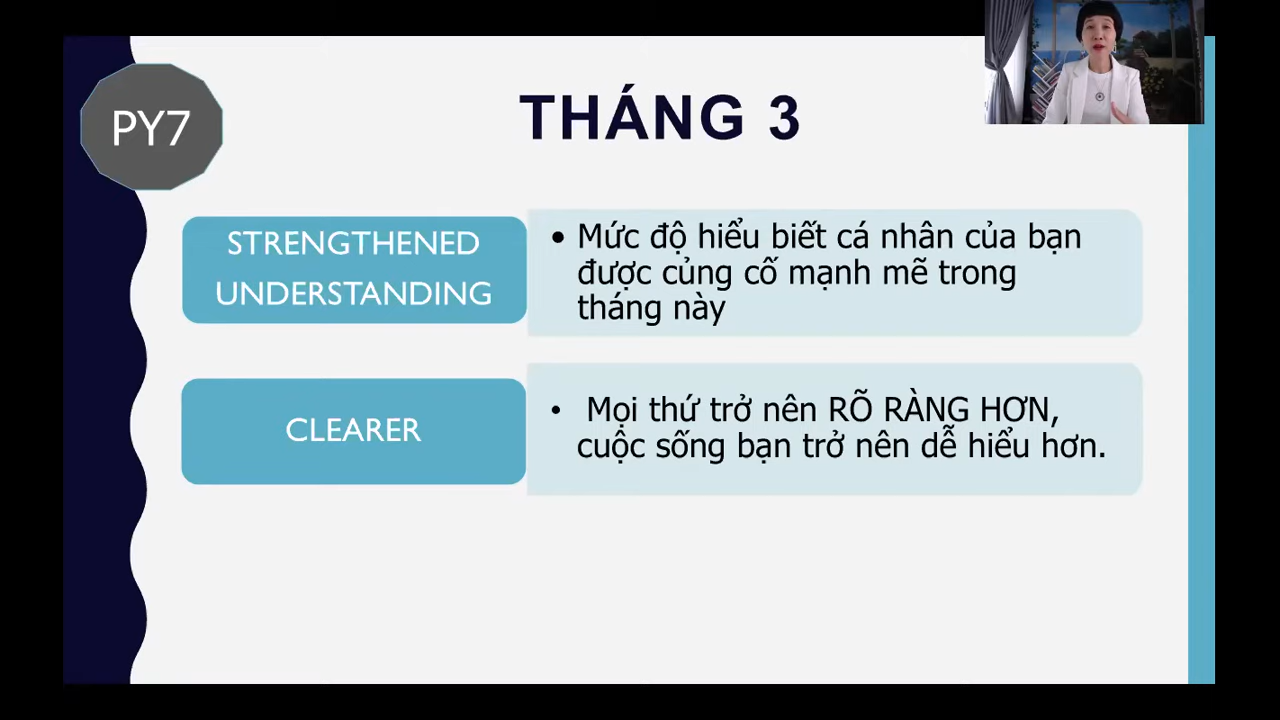 PY7
THÁNG 3
STRENGTHENED
UNDERSTANDING
• Mức độ hiểu biết cá nhân của bạn
được củng cố mạnh mẽ trong
tháng này
CLEARER
• Mọi thứ trở nên RÕ RÀNG HƠN,
cuộc sống bạn trở nên dễ hiểu hơn.